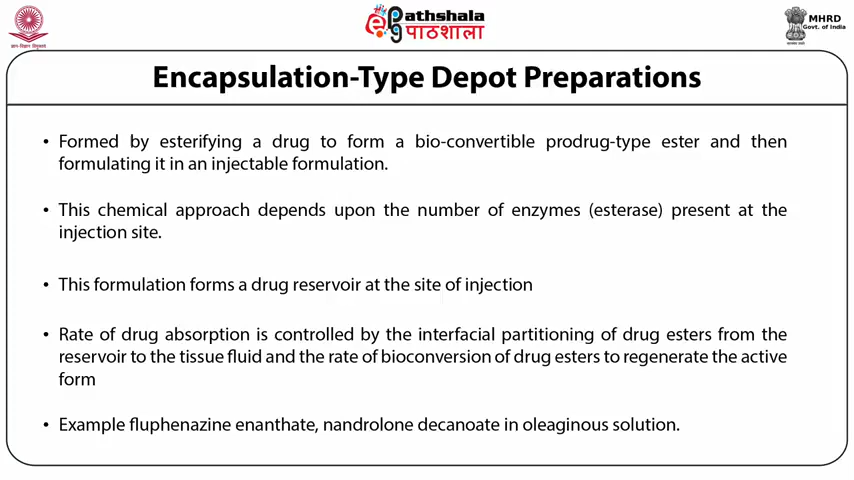 ePathshala
पाठशाला
MHRD
Govt. of India
Encapsulation-Type Depot Preparations
• Formed by esterifying a drug to form a bio-convertible prodrug-type ester and then
formulating it in an injectable formulation.
• This chemical approach depends upon the number of enzymes (esterase) present at the
injection site.
• This formulation forms a drug reservoir at the site of injection
• Rate of drug absorption is controlled by the interfacial partitioning of drug esters from the
reservoir to the tissue fluid and the rate of bioconversion of drug esters to regenerate the active
form
• Example fluphenazine enanthate, nandrolone decanoate in oleaginous solution.